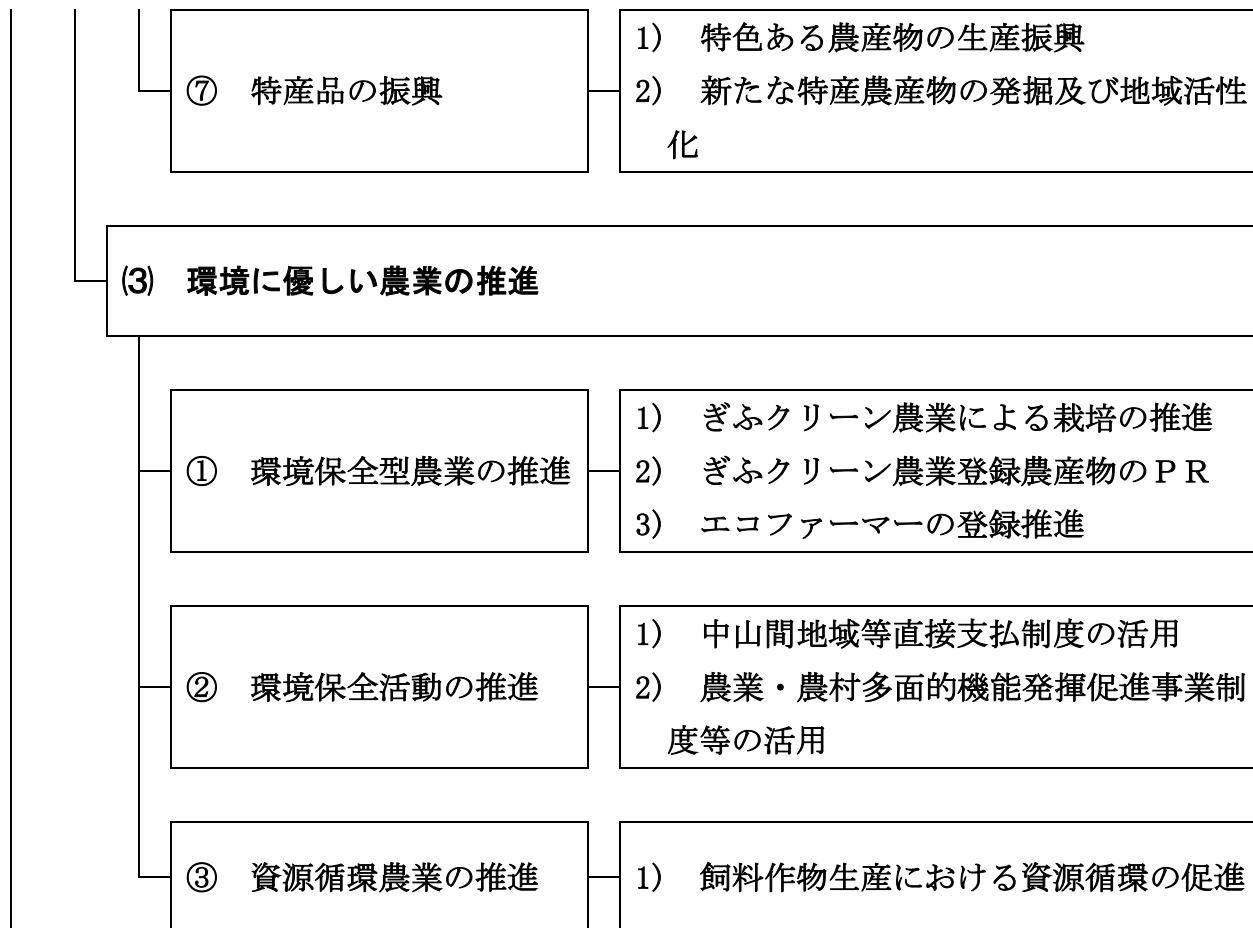 ⑦　特産品の振興
1)　特色ある農産物の生産振興
2)　新たな特産農産物の発掘及び地域活性
化
⑶　環境に優しい農業の推進
①　環境保全型農業の推進
1)　ぎふクリーン農業による栽培の推進
2)　ぎふクリーン農業登録農産物のＰＲ
3)　エコファーマーの登録推進
②　環境保全活動の推進
1)　中山間地域等直接支払制度の活用
2)　農業・農村多面的機能発揮促進事業制
度等の活用
③　資源循環農業の推進
1)　飼料作物生産における資源循環の促進